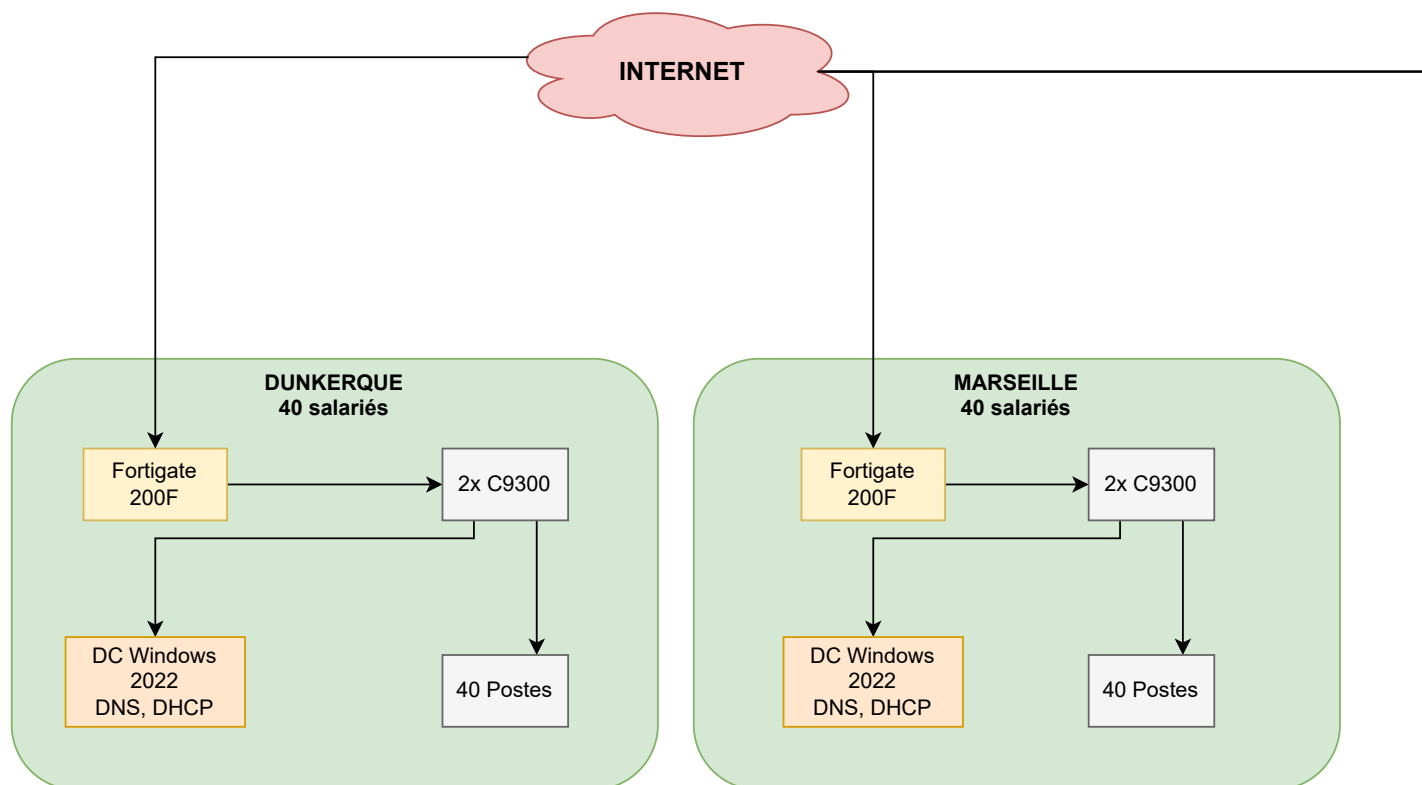 INTERNET
DUNKERQUE
40 salariés
Fortigate
200F
2x C9300
DC Windows
2022
DNS, DHCP
40 Postes
MARSEILLE
40 salariés
Fortigate
200F
2x C9300
DC Windows
2022
DNS, DHCP
40 Postes